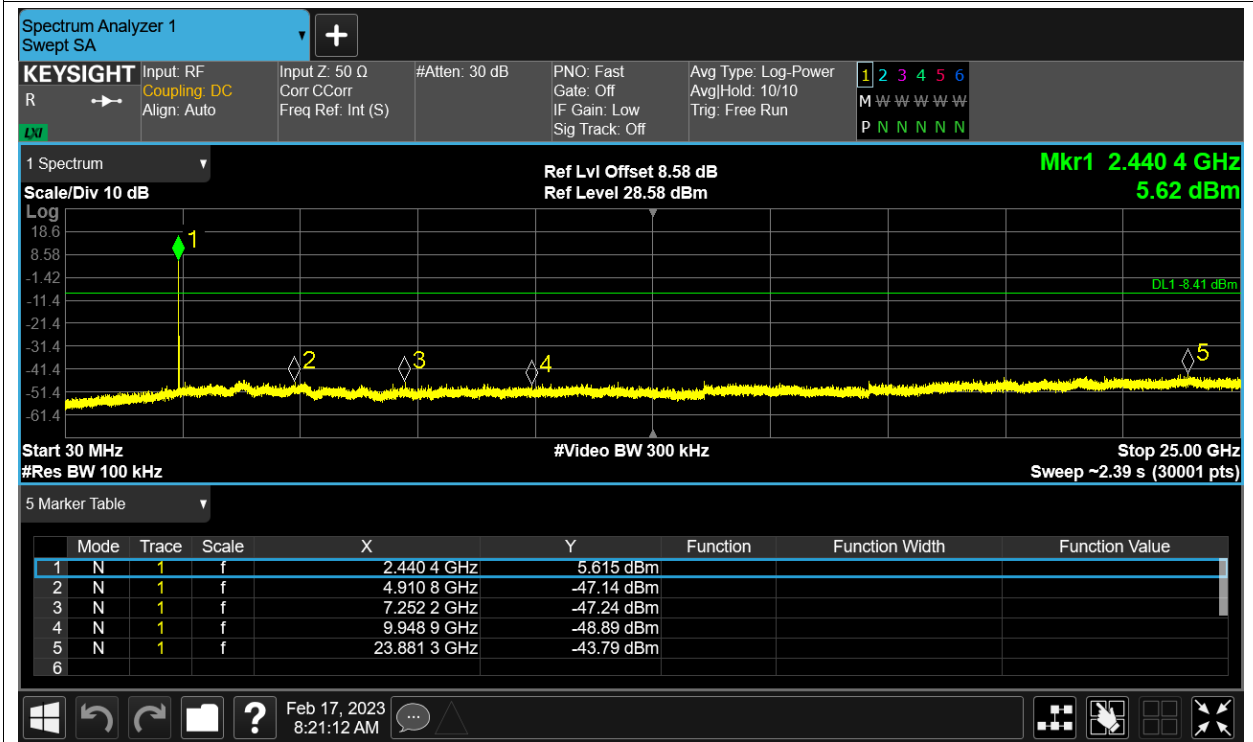 Spectrum Analyzer 1
Swept SA
KEYSIGHT
R
LXI
Input: RF
Coupling: DC
Align: Auto
Input Z: 50 Ω
Corr CCorr
Freq Ref: Int (S)
#Atten: 30 dB
PNO: Fast
Gate: Off
IF Gain: Low
Sig Track: Off
Avg Type: Log-Power
Avg|Hold: 10/10
Trig: Free Run
1 2 3 4 5 6
M W W W W W
P N N N N N
1 Spectrum
Scale/Div 10 dB
Ref Lvl Offset 8.58 dB
Ref Level 28.58 dBm
Mkr1 2.440 4 GHz
5.62 dBm
Log
18.6
8.58
-1.42
-11.4
-21.4
-31.4
-41.4
-51.4
-61.4
1
2
3
4
5
DL1 -8.41 dBm
Start 30 MHz
#Video BW 300 kHz
Stop 25.00 GHz
#Res BW 100 kHz
Sweep ~2.39 s (30001 pts)
5 Marker Table
Mode Trace Scale X Y Function Function Width Function Value
1 N 1 f 2.440 4 GHz 5.615 dBm
2 N 1 f 4.910 8 GHz -47.14 dBm
3 N 1 f 7.252 2 GHz -47.24 dBm
4 N 1 f 9.948 9 GHz -48.89 dBm
5 N 1 f 23.881 3 GHz -43.79 dBm
6
?
Feb 17, 2023
8:21:12 AM